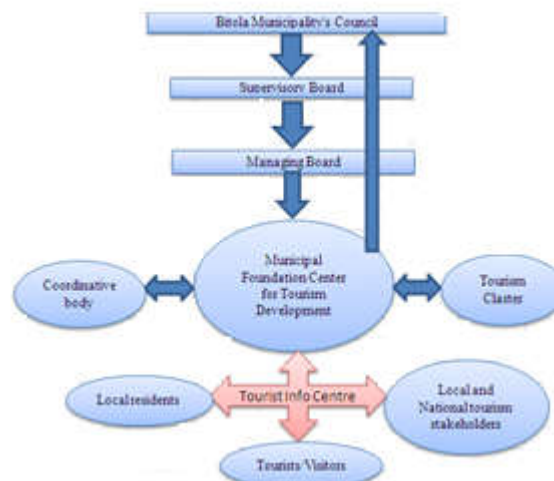 Bitola Municipality's Council
Supervisory Board
Managing Board
Municipal
Foundation Center
for Tourism
Development
Coordinative
body
Tourism
Claster
Local residents
Tourist Info Centre
Local and
National tourism
stakeholders
Tourists/Visitors